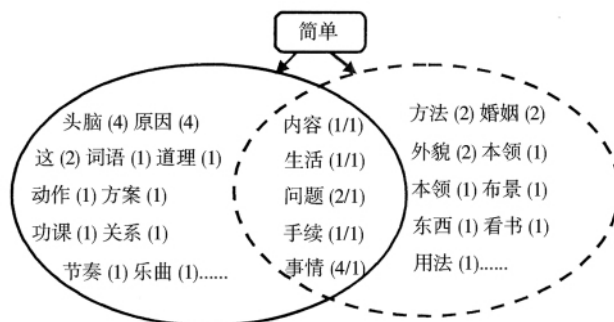 简单
头脑 (4) 原因 (4)
这 (2) 词语 (1) 道理 (1)
动作 (1) 方案 (1)
功课 (1) 关系 (1)
节奏 (1) 乐曲 (1)......
内容 (1/1)
生活 (1/1)
问题 (2/1)
手续 (1/1)
事情 (4/1)
方法 (2) 婚姻 (2)
外貌 (2) 本领 (1)
本领 (1) 布景 (1)
东西 (1) 看书 (1)
用法 (1)......